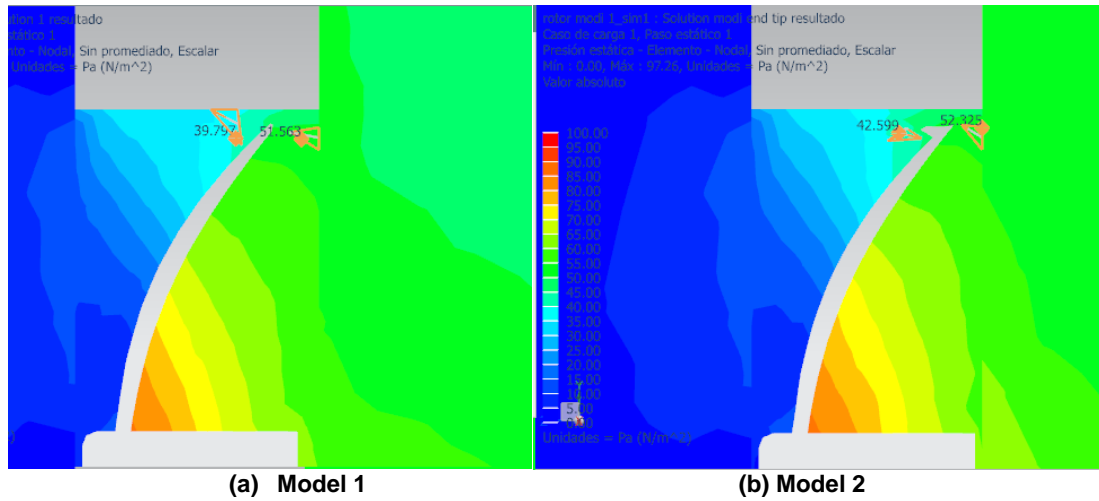 ution 1 resultado
stático 1
nto - Nodal, Sin promediado, Escalar
Unidades = Pa (N/m^2)
39.797
51.563
rotor modi 1_sim1 : Solution modi end tip resultado
Caso de carga 1, Paso estático 1
Presión estática - Elemento - Nodal, Sin promediado, Escalar
Mín : 0.00, Máx : 97.26, Unidades = Pa (N/m^2)
Valor absoluto
42.599
52.325
100.00
95.00
90.00
85.00
80.00
75.00
70.00
65.00
60.00
55.00
50.00
45.00
40.00
35.00
30.00
25.00
20.00
15.00
10.00
5.00
0.00
Y
Unidades = Pa (N/m^2)
(a) Model 1
(b) Model 2